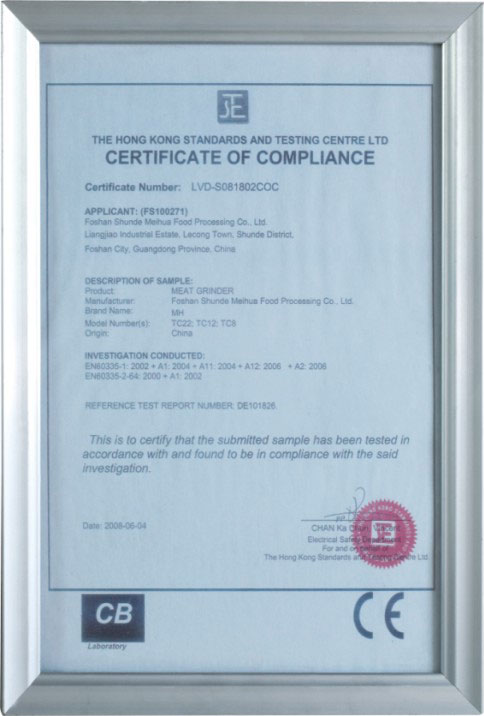 THE HONG KONG STANDARDS AND TESTING CENTRE LTD
CERTIFICATE OF COMPLIANCE
Certificate Number: LVD-S081802COC
APPLICANT: (FS100271)
Foshan Shunde Meihua Food Processing Co., Ltd.
Liangjiao Industrial Estate, Lecong Town, Shunde District,
Foshan City, Guangdong Province, China
DESCRIPTION OF SAMPLE:
Product: MEAT GRINDER
Manufacturer: Foshan Shunde Meihua Food Processing Co., Ltd.
Brand Name: MH
Model Number(s): TC22; TC12; TC8
Origin: China
INVESTIGATION CONDUCTED:
EN60335-1: 2002 + A1: 2004 + A11: 2004 + A12: 2006 + A2: 2006
EN60335-2-64: 2000 + A1: 2002
REFERENCE TEST REPORT NUMBER: DE101826
This is to certify that the submitted sample has been tested in
accordance with and found to be in compliance with the said
investigation.
Date: 2008-06-04
CHAN Ka
Electrical Safety Department
For and on behalf of
The Hong Kong Standards and Testing Centre Ltd
CB
Laboratory
CE